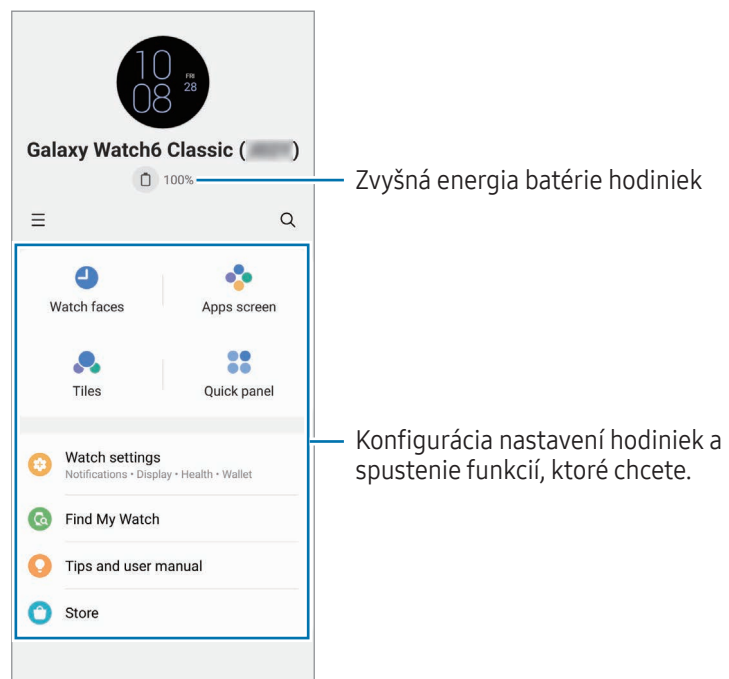 10
08
FRI
28
Galaxy Watch6 Classic ( )
100%
Zvyšná energia batérie hodiniek
Watch faces
Apps screen
Tiles
Quick panel
Watch settings
Notifications • Display • Health • Wallet
Konfigurácia nastavení hodiniek a
spustenie funkcií, ktoré chcete.
Find My Watch
Tips and user manual
Store